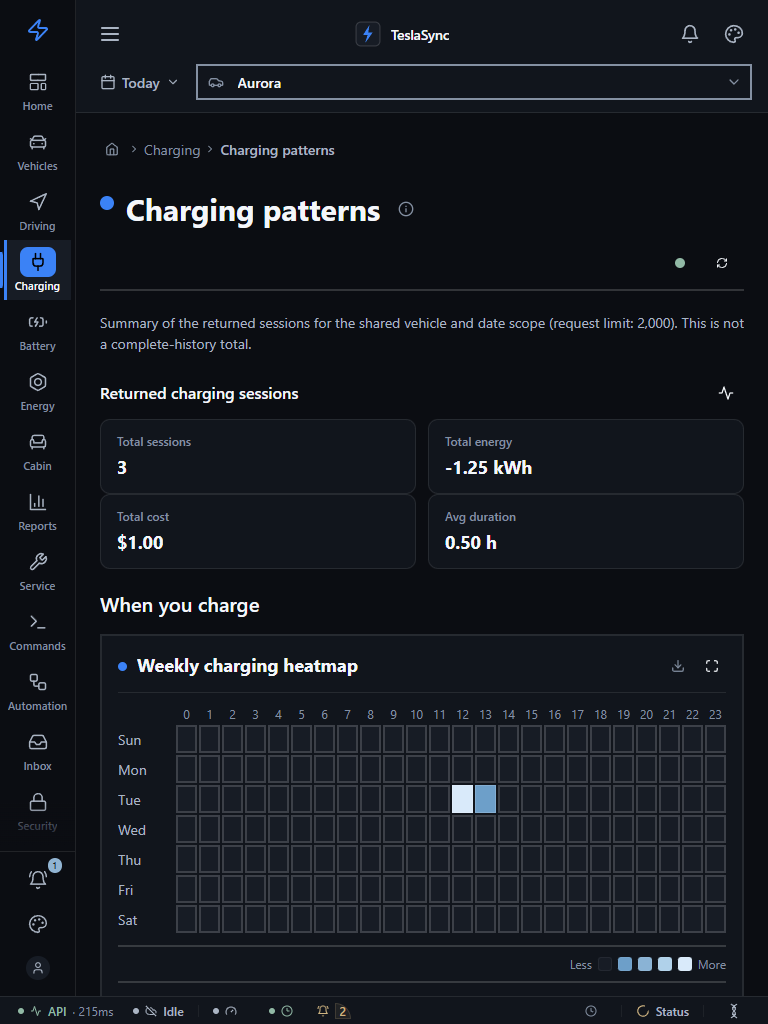 TeslaSync
Today
Aurora
Home
Vehicles
Driving
Charging
Battery
Energy
Cabin
Reports
Service
Commands
Automation
Inbox
Security
1
Charging
Charging patterns
Charging patterns
Summary of the returned sessions for the shared vehicle and date scope (request limit: 2,000). This is not
a complete-history total.
Returned charging sessions
Total sessions
3
Total energy
-1.25 kWh
Total cost
$1.00
Avg duration
0.50 h
When you charge
Weekly charging heatmap
0 1 2 3 4 5 6 7 8 9 10 11 12 13 14 15 16 17 18 19 20 21 22 23
Sun
Mon
Tue
Wed
Thu
Fri
Sat
Less More
API · 215ms Idle 2 Status